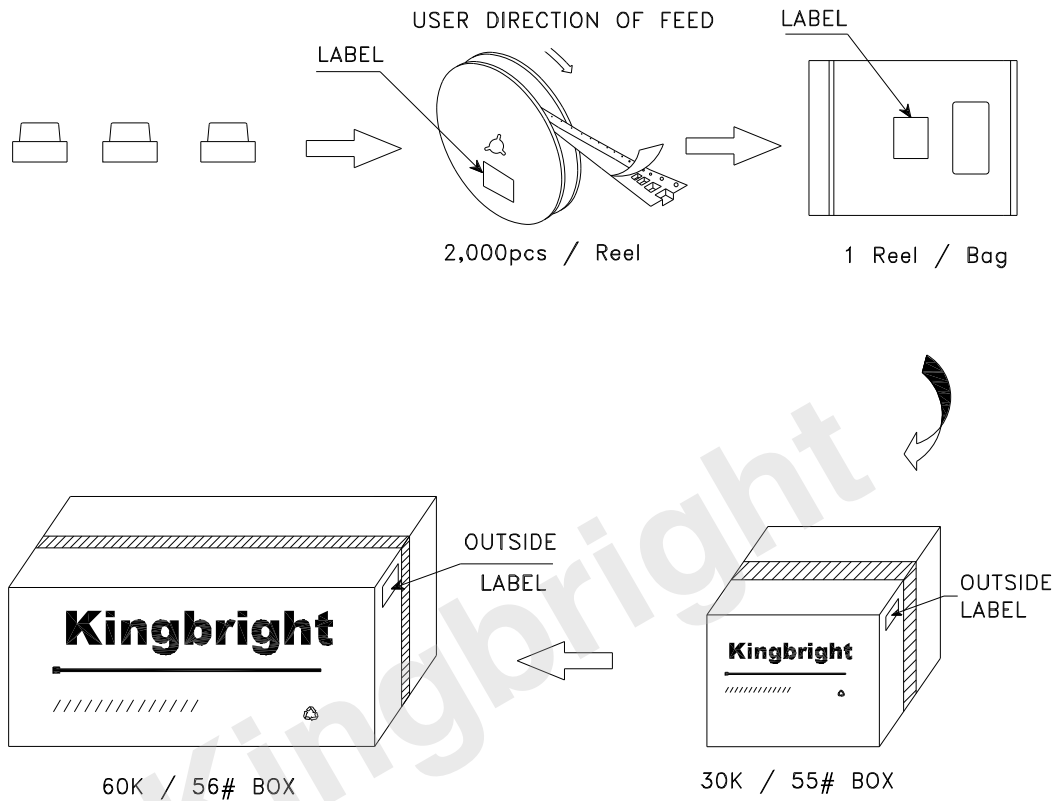 USER DIRECTION OF FEED
LABEL
LABEL
2,000pcs / Reel
1 Reel / Bag
OUTSIDE
LABEL
Kingbright
60K / 56# BOX
OUTSIDE
LABEL
Kingbright
30K / 55# BOX
Kingbright